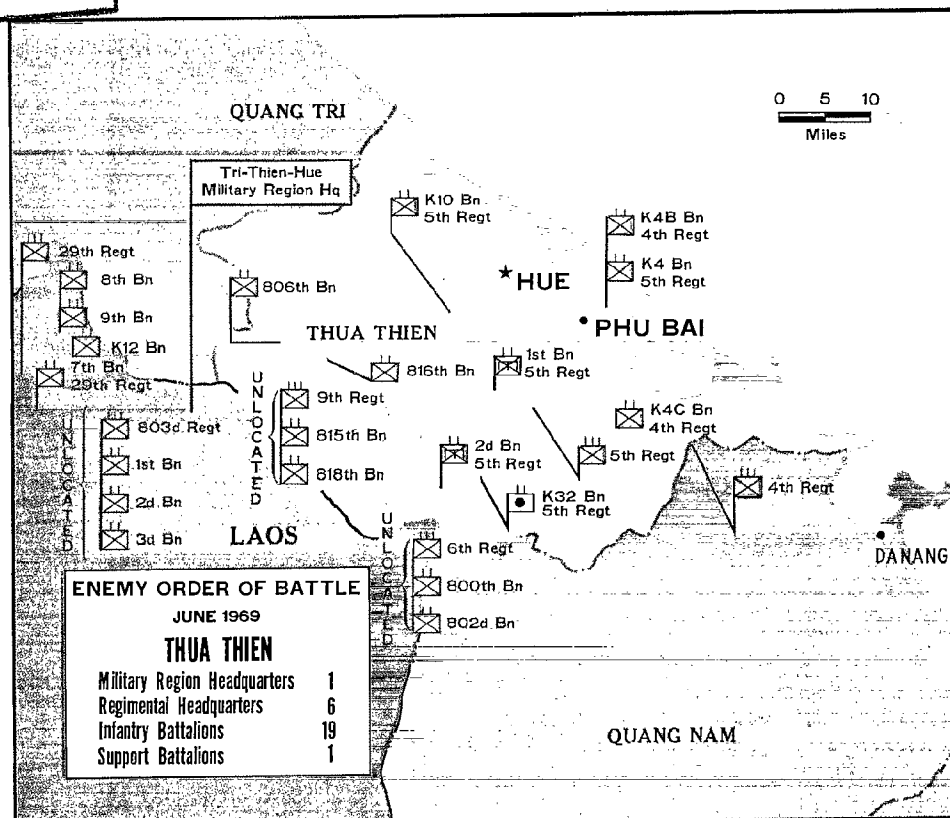 QUANG TRI
0 5 10
Miles
Tri-Thien-Hue
Military Region Hq
K10 Bn
5th Regt
K4B Bn
4th Regt
29th Regt
8th Bn
K4 Bn
5th Regt
HUE
806th Bn
9th Bn
PHU BAI
THUA THIEN
K12 Bn
7th Bn
29th Regt
816th Bn
1st Bn
5th Regt
UNLOCATED
9th Regt
815th Bn
818th Bn
K4C Bn
4th Regt
UNLOCATED
803d Regt
1st Bn
2d Bn
3d Bn
2d Bn
5th Regt
5th Regt
4th Regt
K32 Bn
5th Regt
LAOS
UNLOCATED
6th Regt
800th Bn
802d Bn
DANANG
ENEMY ORDER OF BATTLE
JUNE 1969
THUA THIEN
Military Region Headquarters 1
Regimental Headquarters 6
Infantry Battalions 19
Support Battalions 1
QUANG NAM